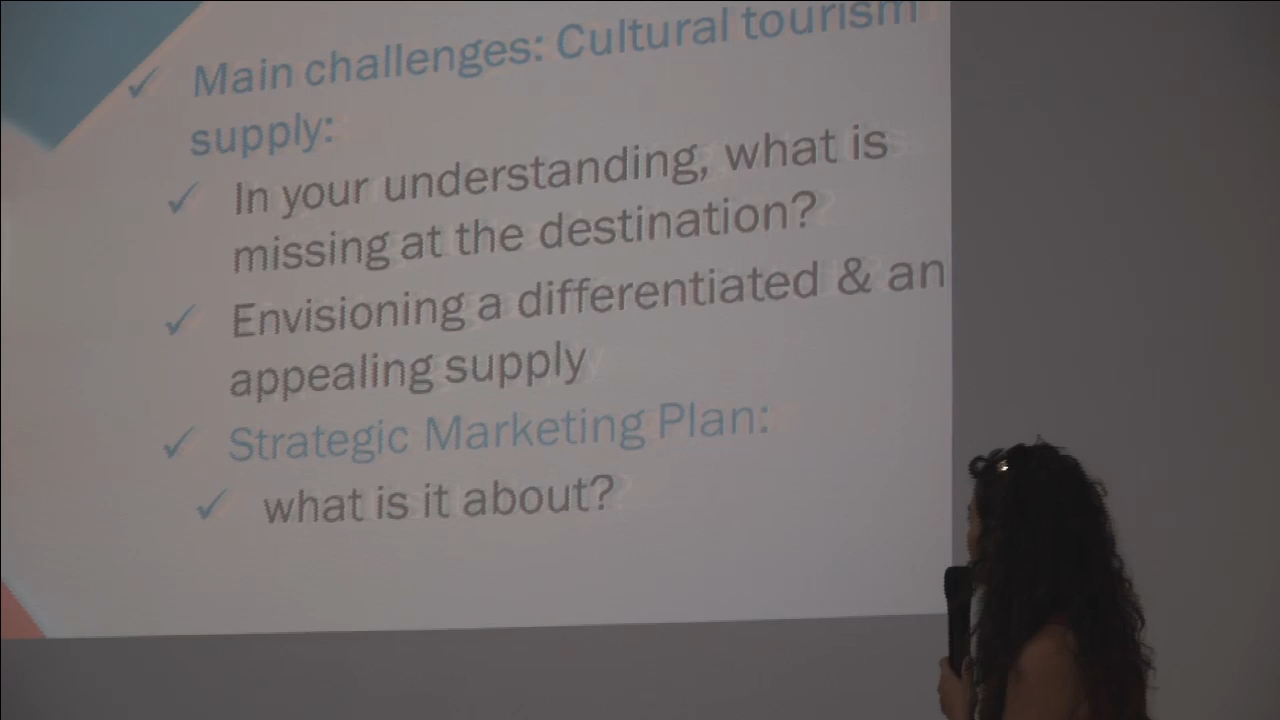 ✓ Main challenges: Cultural tourism
supply:
✓ In your understanding, what is
missing at the destination?
✓ Envisioning a differentiated & an
appealing supply
✓ Strategic Marketing Plan:
✓ what is it about?